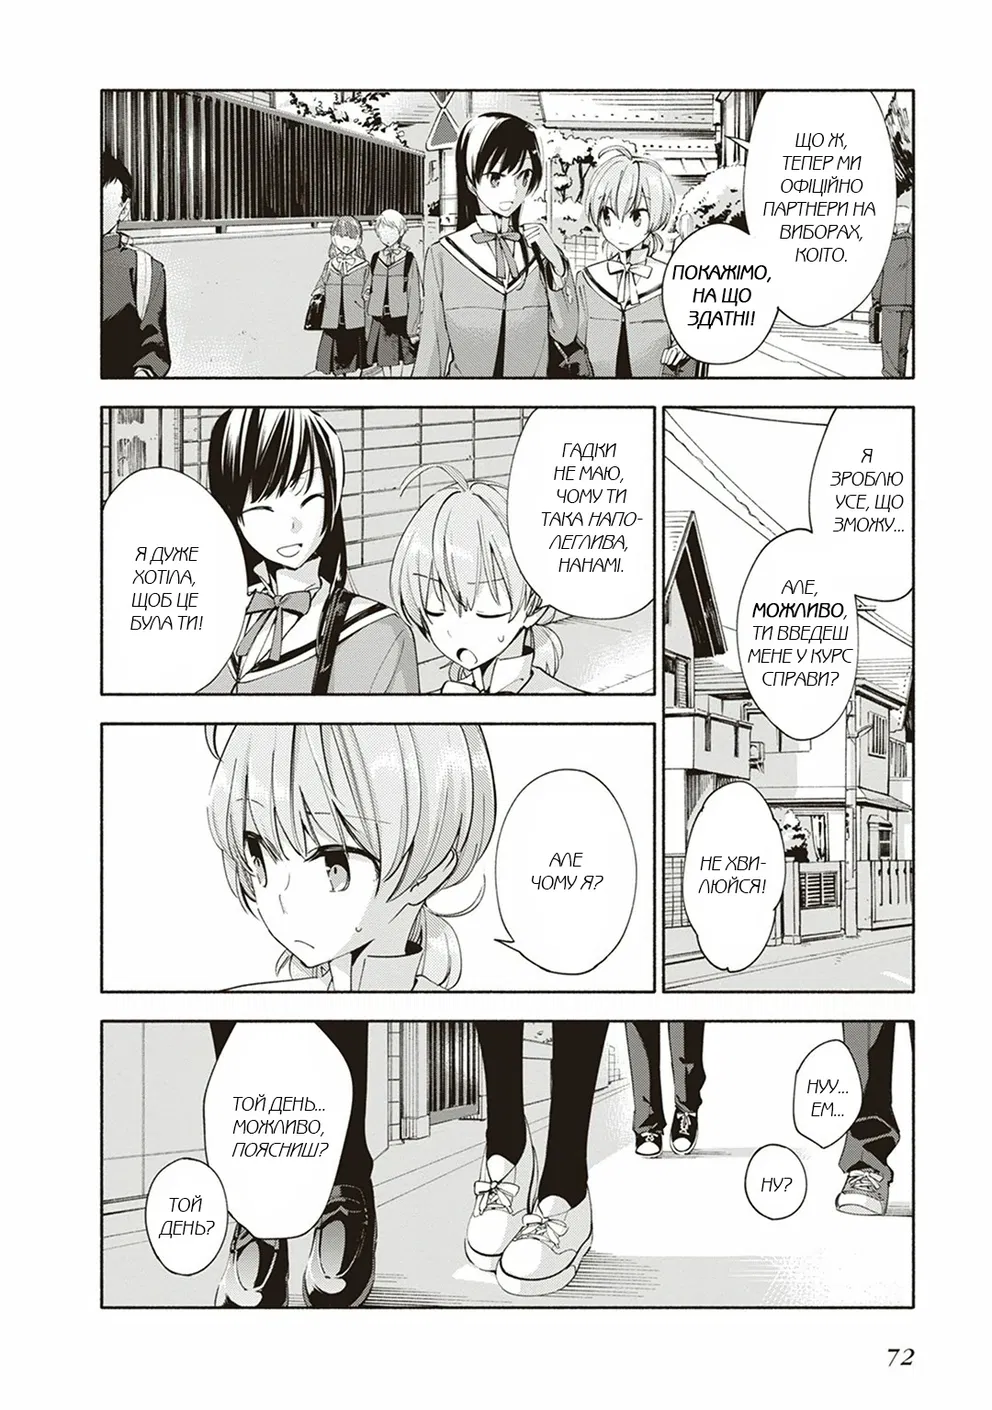 ЩО Ж,
ТЕПЕР МИ
ОФІЦІЙНО
ПАРТНЕРИ НА
ВИБОРАХ,
КОІТО.
ПОКАЖІМО,
НА ЩО
ЗДАТНІ!
Я
ЗРОБЛЮ
УСЕ, ЩО
ЗМОЖУ...
АЛЕ,
МОЖЛИВО,
ТИ ВВЕДЕШ
МЕНЕ У КУРС
СПРАВИ?
НЕ ХВИ-
ЛЮЙСЯ!
ГАДКИ
НЕ МАЮ,
ЧОМУ ТИ
ТАКА НАПО-
ЛЕГЛИВА,
НАНАМІ.
Я ДУЖЕ
ХОТІЛА,
ЩОБ ЦЕ
БУЛА ТИ!
АЛЕ
ЧОМУ Я?
НУУ...
ЕМ...
НУ?
ТОЙ ДЕНЬ...
МОЖЛИВО,
ПОЯСНИШ?
ТОЙ
ДЕНЬ?
72